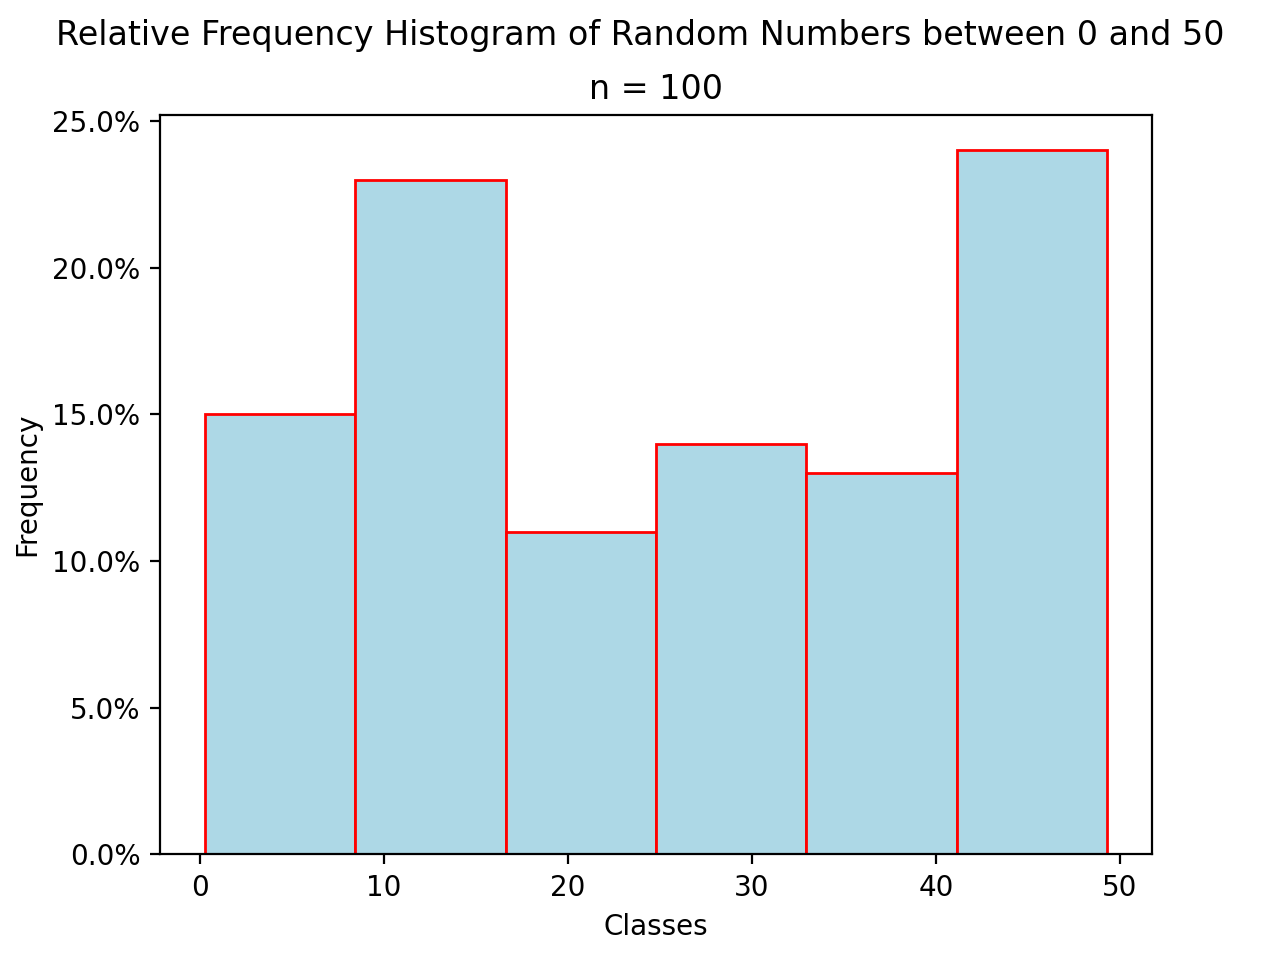 Relative Frequency Histogram of Random Numbers between 0 and 50
n = 100
25.0%
20.0%
15.0%
10.0%
5.0%
0.0%
Frequency
0 10 20 30 40 50
Classes